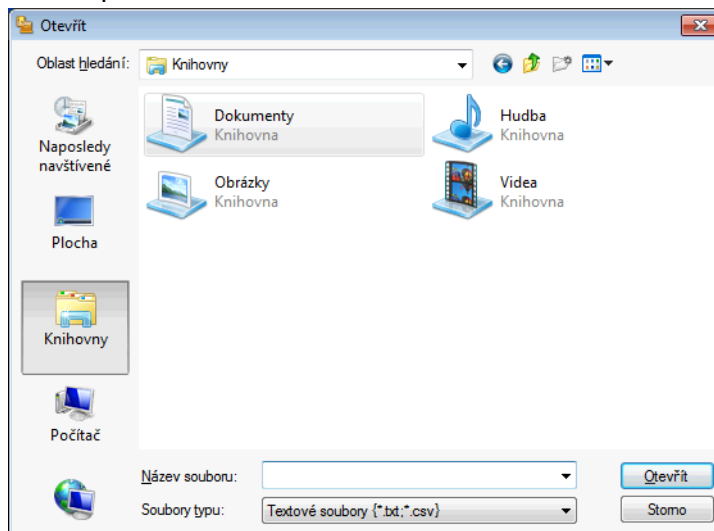 Otevřít
Oblast hledání:
Knihovny
Naposledy
navštívené
Plocha
Knihovny
Počítač
Dokumenty
Knihovna
Hudba
Knihovna
Obrázky
Knihovna
Videa
Knihovna
Název souboru:
Otevřít
Soubory typu:
Textové soubory {*.txt;*.csv}
Storno